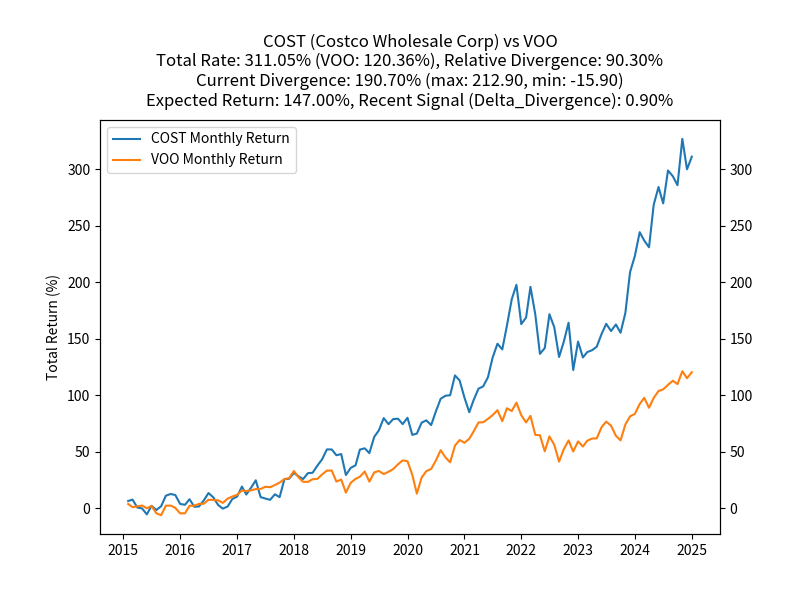 COST (Costco Wholesale Corp) vs VOO
Total Rate: 311.05% (VOO: 120.36%), Relative Divergence: 90.30%
Current Divergence: 190.70% (max: 212.90, min: -15.90)
Expected Return: 147.00%, Recent Signal (Delta_Divergence): 0.90%
COST Monthly Return
VOO Monthly Return
Total Return (%)
300
250
200
150
100
50
0
300
250
200
150
100
50
0
2015 2016 2017 2018 2019 2020 2021 2022 2023 2024 2025